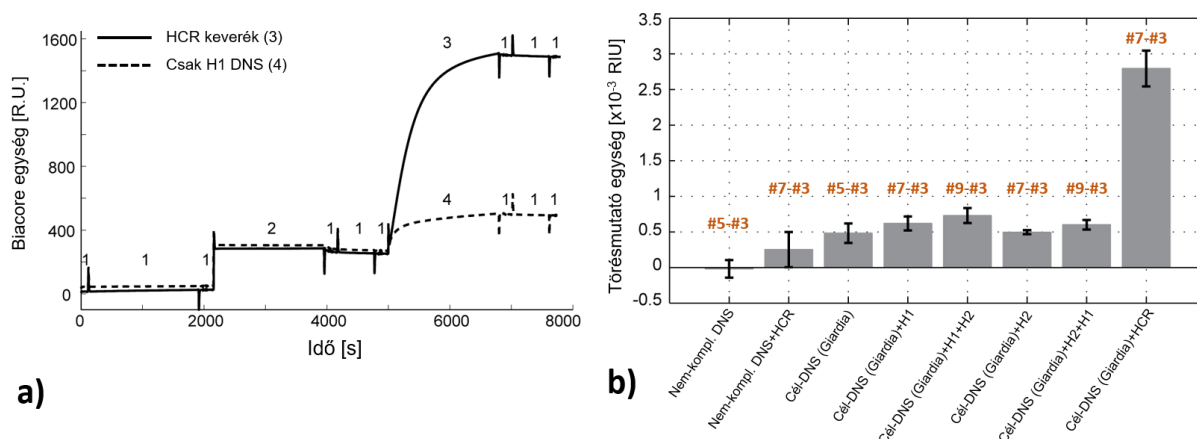 HCR keverék (3)
Csak H1 DNS (4)
Biacore egység [R.U.]
1600
1200
800
400
0
1 1 1 2 1 1 1 3 1 1 1
4 1 1 1
0 2000 4000 6000 8000
Idő [s]
a)
Törésmutató egység [x10⁻³ RIU]
3.5
3
2.5
2
1.5
1
0.5
0
-0.5
#5-#3
#7-#3
#5-#3
#7-#3
#9-#3
#7-#3
#9-#3
#7-#3
Nem-kompl. DNS
Nem-kompl. DNS+HCR
Cél-DNS (Giardia)
Cél-DNS (Giardia)+H1
Cél-DNS (Giardia)+H1+H2
Cél-DNS (Giardia)+H2
Cél-DNS (Giardia)+H2+H1
Cél-DNS (Giardia)+HCR
b)